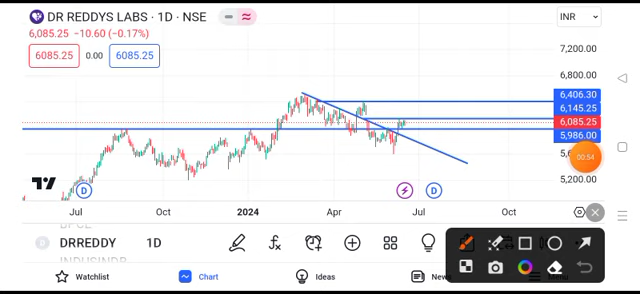 DR REDDYS LABS · 1D · NSE
INR
6,085.25 −10.60 (−0.17%)
6085.25 0.00 6085.25
7,200.00
6,800.00
6,406.30
6,145.25
6,085.25
5,986.00
00:54
5,200.00
D
D
Jul Oct 2024 Apr Jul Oct
D DRREDDY 1D
Watchlist Chart Ideas News